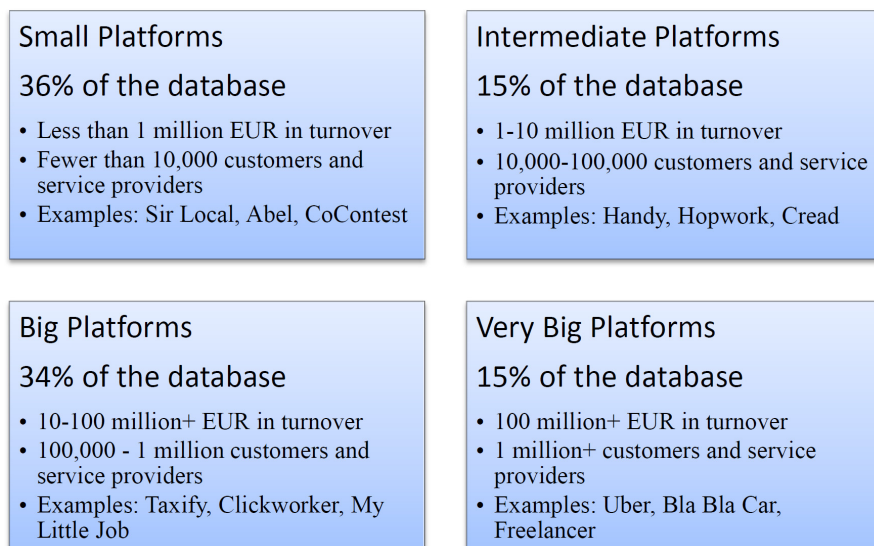 Small Platforms
36% of the database
• Less than 1 million EUR in turnover
• Fewer than 10,000 customers and
service providers
• Examples: Sir Local, Abel, CoContest
Intermediate Platforms
15% of the database
• 1-10 million EUR in turnover
• 10,000-100,000 customers and service
providers
• Examples: Handy, Hopwork, Cread
Big Platforms
34% of the database
• 10-100 million+ EUR in turnover
• 100,000 - 1 million customers and
service providers
• Examples: Taxify, Clickworker, My
Little Job
Very Big Platforms
15% of the database
• 100 million+ EUR in turnover
• 1 million+ customers and service
providers
• Examples: Uber, Bla Bla Car,
Freelancer